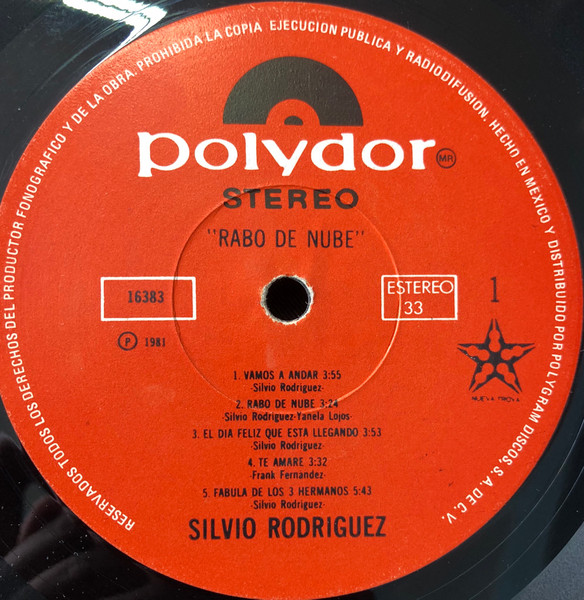 RESERVADOS TODOS LOS DERECHOS DEL PRODUCTOR FONOGRAFICO Y DE LA OBRA. PROHIBIDA LA COPIA EJECUCION PUBLICA Y RADIODIFUSION. HECHO EN MEXICO Y DISTRIBUIDO POR POLYGRAM DISCOS, S.A. DE C.V.
polydor MR
STEREO
"RABO DE NUBE"
16383
ESTEREO
33
1
P 1981
NUEVA TROVA
1. VAMOS A ANDAR 3:55
-Silvio Rodriguez-
2. RABO DE NUBE 3:24
Silvio Rodriguez-Yanela Lojos-
3. EL DIA FELIZ QUE ESTA LLEGANDO 3:53
-Silvio Rodriguez
4. TE AMARE 3:32
-Frank Fernandez-
5. FABULA DE LOS 3 HERMANOS 5:43
-Silvio Rodriguez
SILVIO RODRIGUEZ